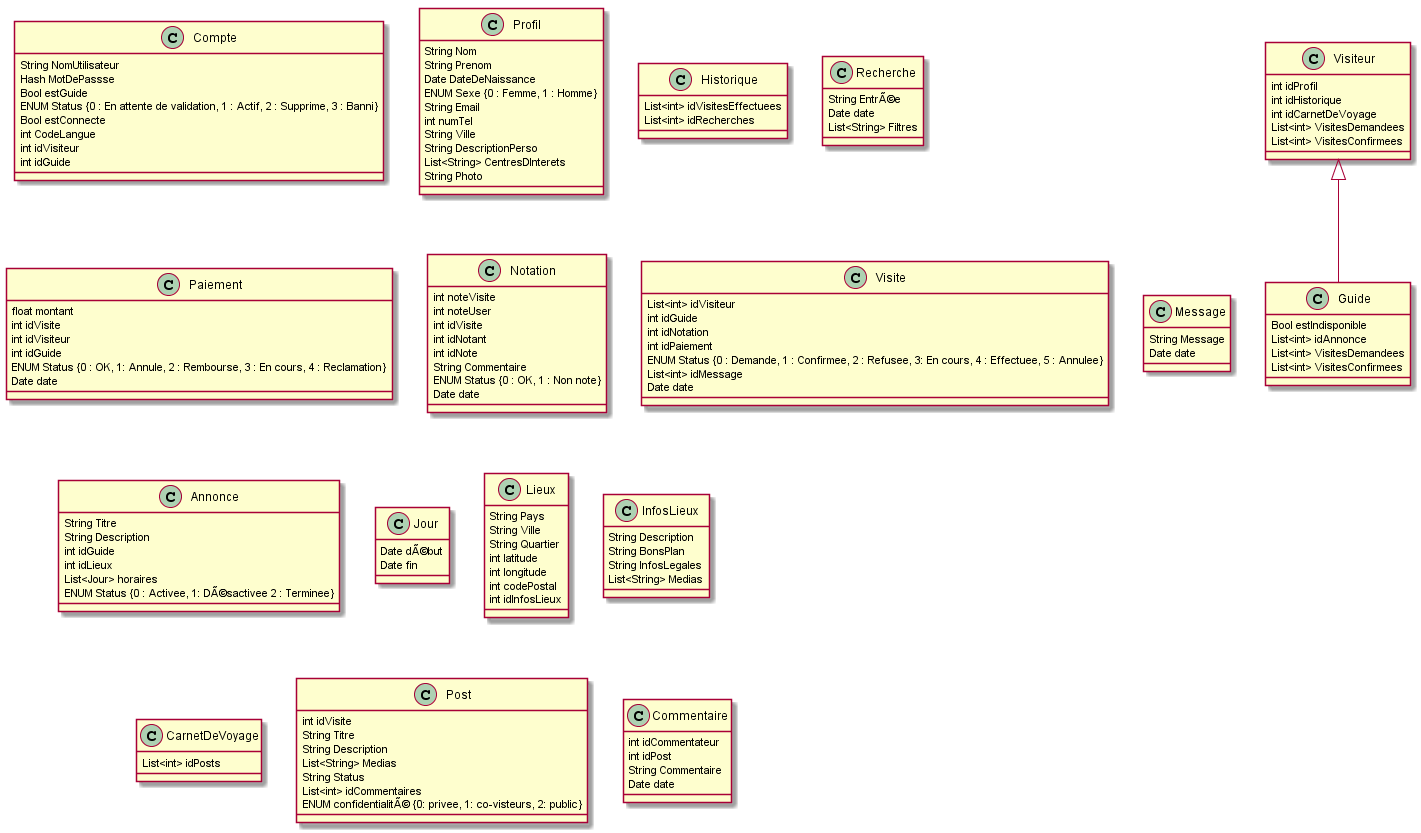 C Compte
String NomUtilisateur
Hash MotDePassse
Bool estGuide
ENUM Status {0 : En attente de validation, 1 : Actif, 2 : Supprime, 3 : Banni}
Bool estConnecte
int CodeLangue
int idVisiteur
int idGuide
C Profil
String Nom
String Prenom
Date DateDeNaissance
ENUM Sexe {0 : Femme, 1 : Homme}
String Email
int numTel
String Ville
String DescriptionPerso
List<String> CentresDInterets
String Photo
C Historique
List<int> idVisitesEffectuees
List<int> idRecherches
C Recherche
String EntrÃ©e
Date date
List<String> Filtres
C Visiteur
int idProfil
int idHistorique
int idCarnetDeVoyage
List<int> VisitesDemandees
List<int> VisitesConfirmees
C Paiement
float montant
int idVisite
int idVisiteur
int idGuide
ENUM Status {0 : OK, 1: Annule, 2 : Rembourse, 3 : En cours, 4 : Reclamation}
Date date
C Notation
int noteVisite
int noteUser
int idVisite
int idNotant
int idNote
String Commentaire
ENUM Status {0 : OK, 1 : Non note}
Date date
C Visite
List<int> idVisiteur
int idGuide
int idNotation
int idPaiement
ENUM Status {0 : Demande, 1 : Confirmee, 2 : Refusee, 3: En cours, 4 : Effectuee, 5 : Annulee}
List<int> idMessage
Date date
C Message
String Message
Date date
C Guide
Bool estIndisponible
List<int> idAnnonce
List<int> VisitesDemandees
List<int> VisitesConfirmees
C Annonce
String Titre
String Description
int idGuide
int idLieux
List<Jour> horaires
ENUM Status {0 : Activee, 1: DÃ©sactivee 2 : Terminee}
C Jour
Date dÃ©but
Date fin
C Lieux
String Pays
String Ville
String Quartier
int latitude
int longitude
int codePostal
int idInfosLieux
C InfosLieux
String Description
String BonsPlan
String InfosLegales
List<String> Medias
C CarnetDeVoyage
List<int> idPosts
C Post
int idVisite
String Titre
String Description
List<String> Medias
String Status
List<int> idCommentaires
ENUM confidentialitÃ© {0: privee, 1: co-visteurs, 2: public}
C Commentaire
int idCommentateur
int idPost
String Commentaire
Date date